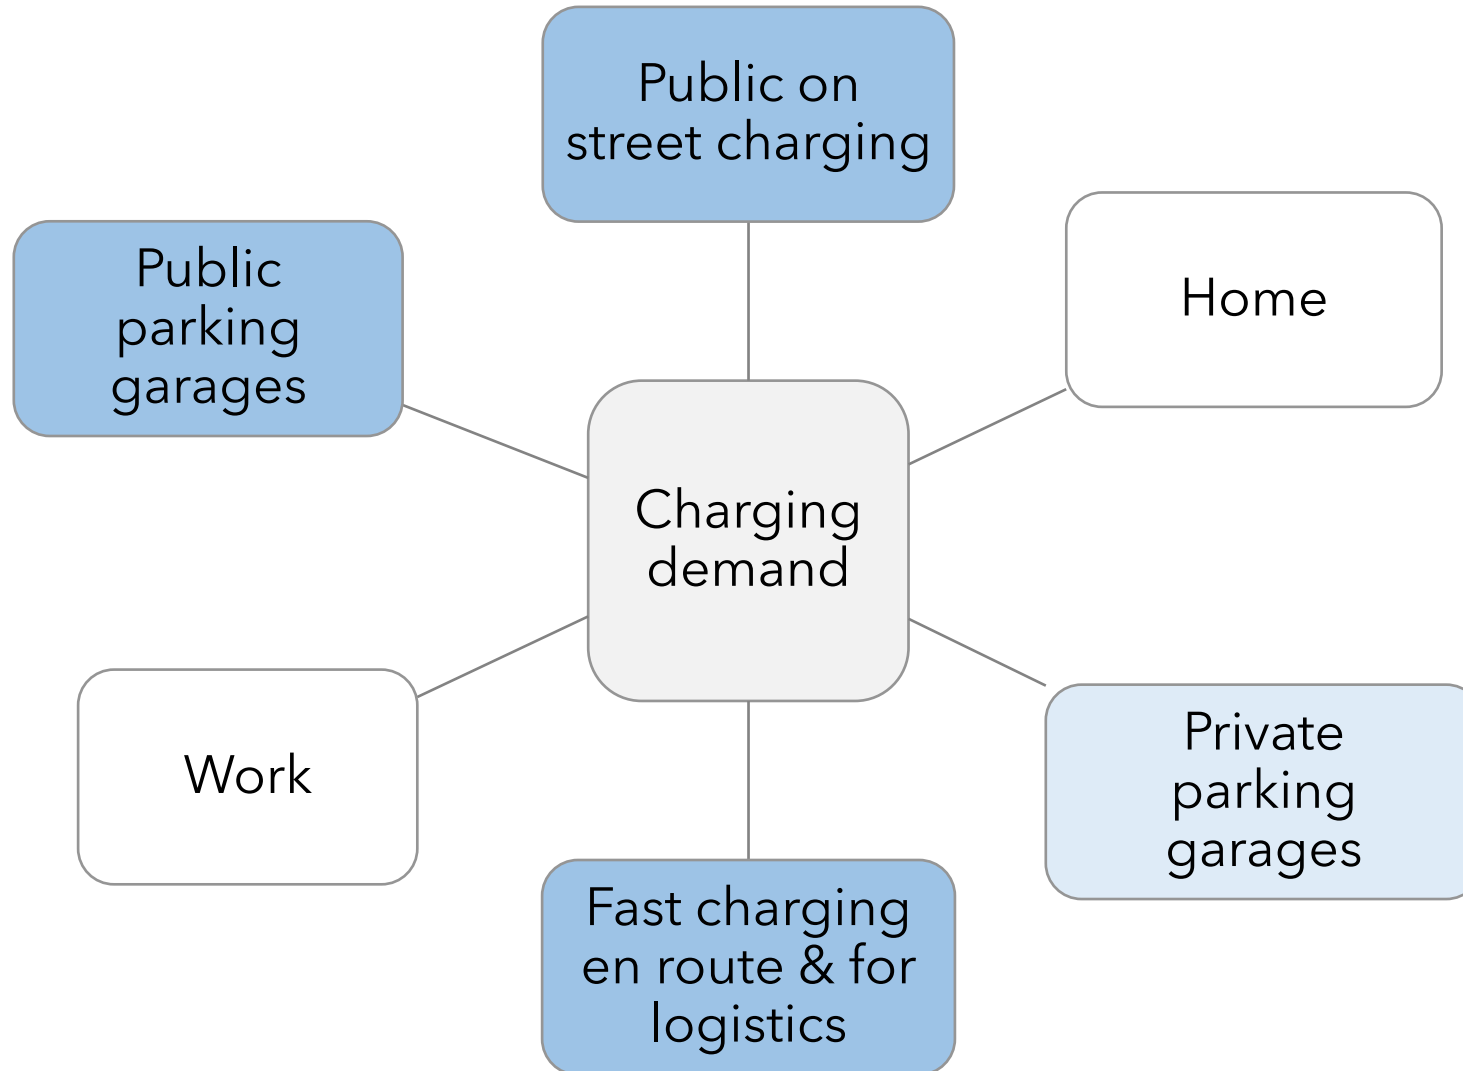 Public on
street charging
Public
parking
garages
Home
Charging
demand
Work
Private
parking
garages
Fast charging
en route & for
logistics